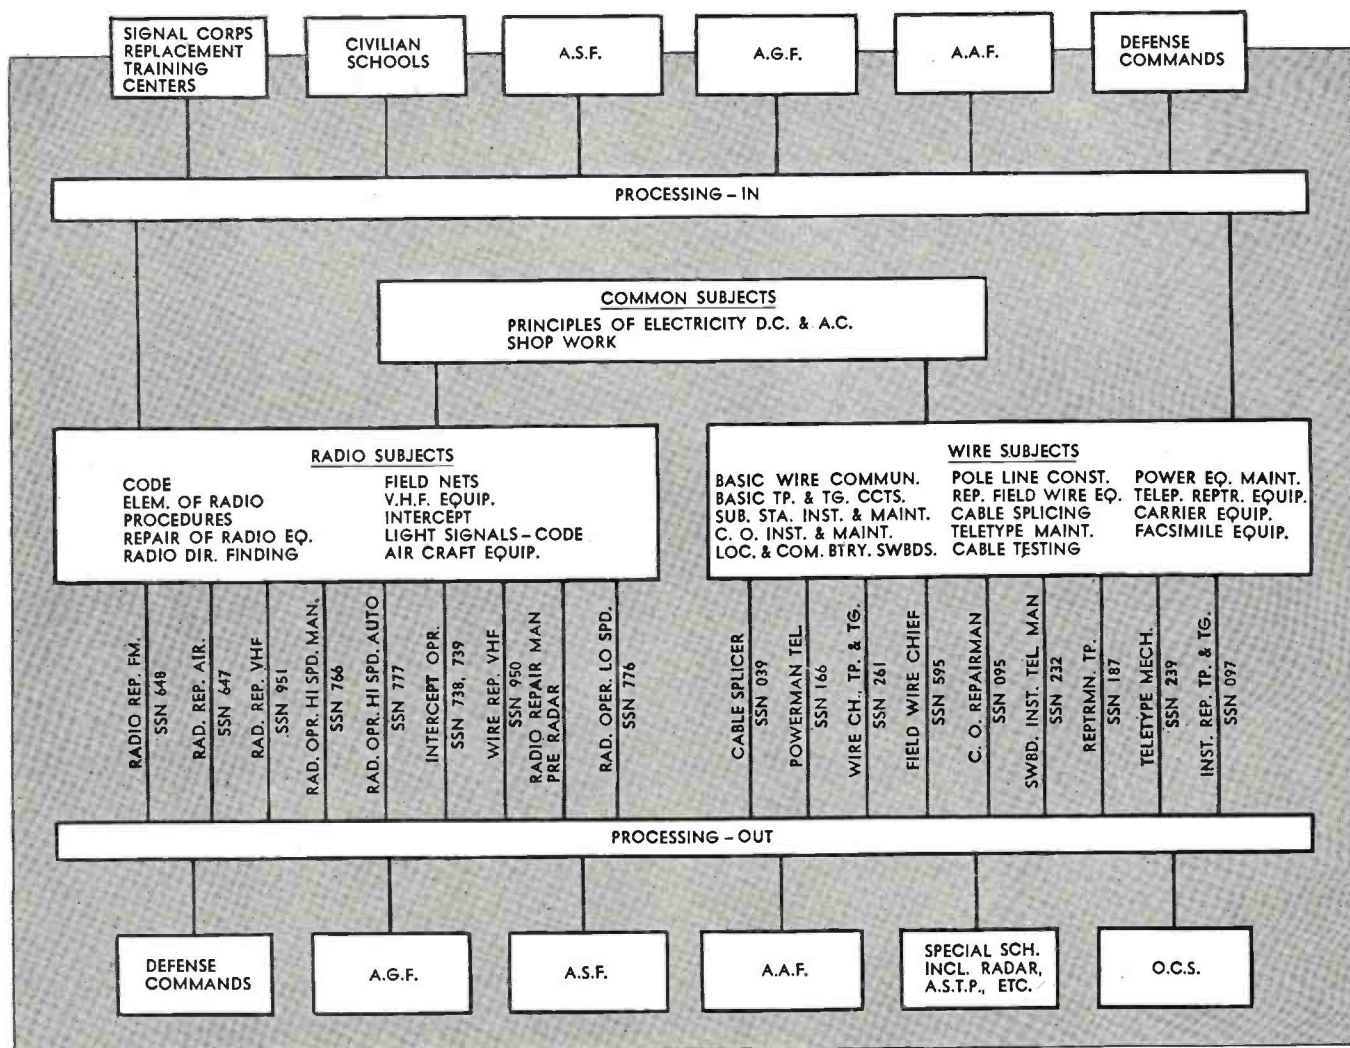 SIGNAL CORPS
REPLACEMENT
TRAINING
CENTERS
CIVILIAN
SCHOOLS
A.S.F.
A.G.F.
A.A.F.
DEFENSE
COMMANDS
PROCESSING – IN
COMMON SUBJECTS
PRINCIPLES OF ELECTRICITY D.C. & A.C.
SHOP WORK
RADIO SUBJECTS
CODE
ELEM. OF RADIO
PROCEDURES
REPAIR OF RADIO EQ.
RADIO DIR. FINDING
FIELD NETS
V.H.F. EQUIP.
INTERCEPT
LIGHT SIGNALS – CODE
AIR CRAFT EQUIP.
WIRE SUBJECTS
BASIC WIRE COMMUN.
BASIC TP. & TG. CCTS.
SUB. STA. INST. & MAINT.
C. O. INST. & MAINT.
LOC. & COM. BTRY. SWBDS.
POLE LINE CONST.
REP. FIELD WIRE EQ.
CABLE SPLICING
TELETYPE MAINT.
CABLE TESTING
POWER EQ. MAINT.
TELEP. REPTR. EQUIP.
CARRIER EQUIP.
FACSIMILE EQUIP.
RADIO REP. FM.
SSN 648
RAD. REP. AIR.
SSN 647
RAD. REP. VHF
SSN 951
RAD. OPR. HI SPD. MAN.
SSN 766
RAD. OPR. HI SPD. AUTO
SSN 777
INTERCEPT OPR.
SSN 738, 739
WIRE REP. VHF
SSN 950
RADIO REPAIR MAN
PRE RADAR
RAD. OPER. LO SPD.
SSN 776
CABLE SPLICER
SSN 039
POWERMAN TEL.
SSN 166
WIRE CH., TP. & TG.
SSN 261
FIELD WIRE CHIEF
SSN 595
C. O. REPAIRMAN
SSN 095
SWBD. INST. TEL. MAN
SSN 232
REPTRMN. TP.
SSN 187
TELETYPE MECH.
SSN 239
INST. REP. TP. & TG.
SSN 097
PROCESSING – OUT
DEFENSE
COMMANDS
A.G.F.
A.S.F.
A.A.F.
SPECIAL SCH.
INCL. RADAR,
A.S.T.P., ETC.
O.C.S.